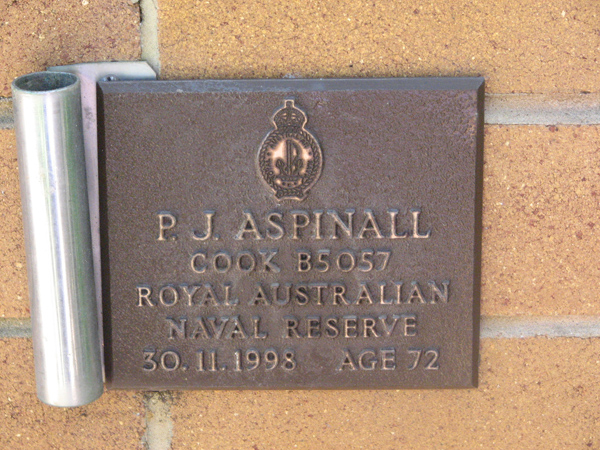 P. J. ASPINALL
COOK B5057
ROYAL AUSTRALIAN
NAVAL RESERVE
30.11.1998 AGE 72